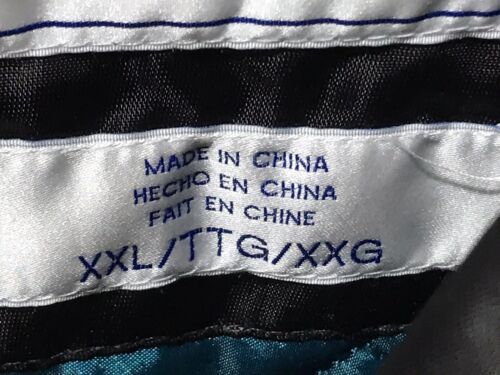 MADE IN CHINA
HECHO EN CHINA
FAIT EN CHINE
XXL/TTG/XXG